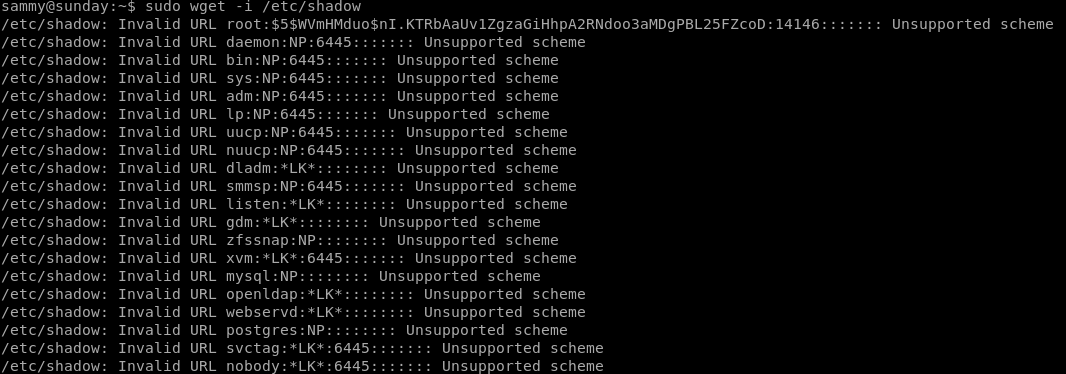 sammy@sunday:~$ sudo wget -i /etc/shadow
/etc/shadow: Invalid URL root:$5$WVmHMduo$nI.KTRbAaUv1ZgzaGiHhpA2RNdoo3aMDgPBL25FZcoD:14146::::::: Unsupported scheme
/etc/shadow: Invalid URL daemon:NP:6445::::::: Unsupported scheme
/etc/shadow: Invalid URL bin:NP:6445::::::: Unsupported scheme
/etc/shadow: Invalid URL sys:NP:6445::::::: Unsupported scheme
/etc/shadow: Invalid URL adm:NP:6445::::::: Unsupported scheme
/etc/shadow: Invalid URL lp:NP:6445::::::: Unsupported scheme
/etc/shadow: Invalid URL uucp:NP:6445::::::: Unsupported scheme
/etc/shadow: Invalid URL nuucp:NP:6445::::::: Unsupported scheme
/etc/shadow: Invalid URL dladm:*LK*:::::::: Unsupported scheme
/etc/shadow: Invalid URL smmsp:NP:6445::::::: Unsupported scheme
/etc/shadow: Invalid URL listen:*LK*:::::::: Unsupported scheme
/etc/shadow: Invalid URL gdm:*LK*:::::::: Unsupported scheme
/etc/shadow: Invalid URL zfssnap:NP:::::::: Unsupported scheme
/etc/shadow: Invalid URL xvm:*LK*:6445::::::: Unsupported scheme
/etc/shadow: Invalid URL mysql:NP:::::::: Unsupported scheme
/etc/shadow: Invalid URL openldap:*LK*:::::::: Unsupported scheme
/etc/shadow: Invalid URL webservd:*LK*:::::::: Unsupported scheme
/etc/shadow: Invalid URL postgres:NP:::::::: Unsupported scheme
/etc/shadow: Invalid URL svctag:*LK*:6445::::::: Unsupported scheme
/etc/shadow: Invalid URL nobody:*LK*:6445::::::: Unsupported scheme